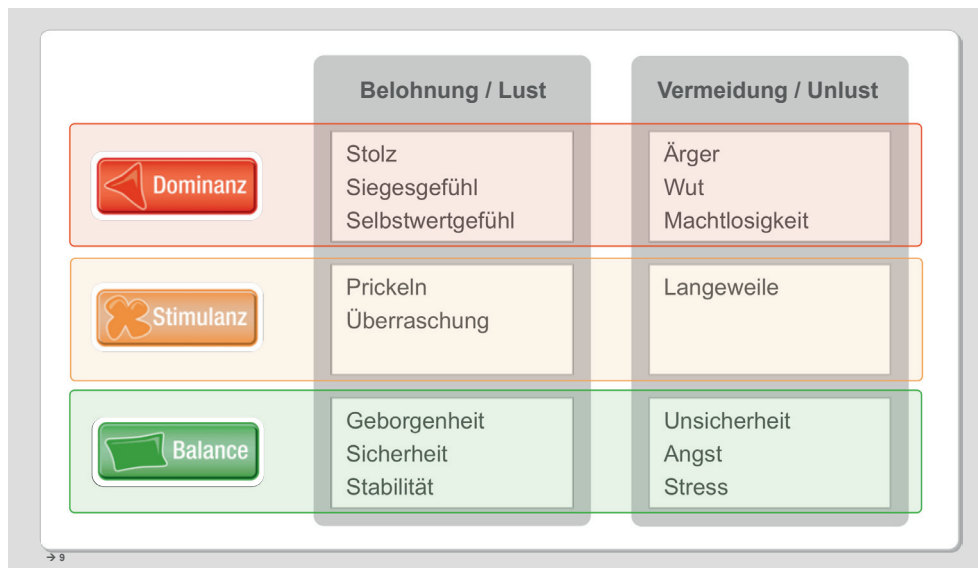 Belohnung / Lust
Vermeidung / Unlust
Dominanz
Stolz
Siegesgefühl
Selbstwertgefühl
Ärger
Wut
Machtlosigkeit
Stimulanz
Prickeln
Überraschung
Langeweile
Balance
Geborgenheit
Sicherheit
Stabilität
Unsicherheit
Angst
Stress
→ 9